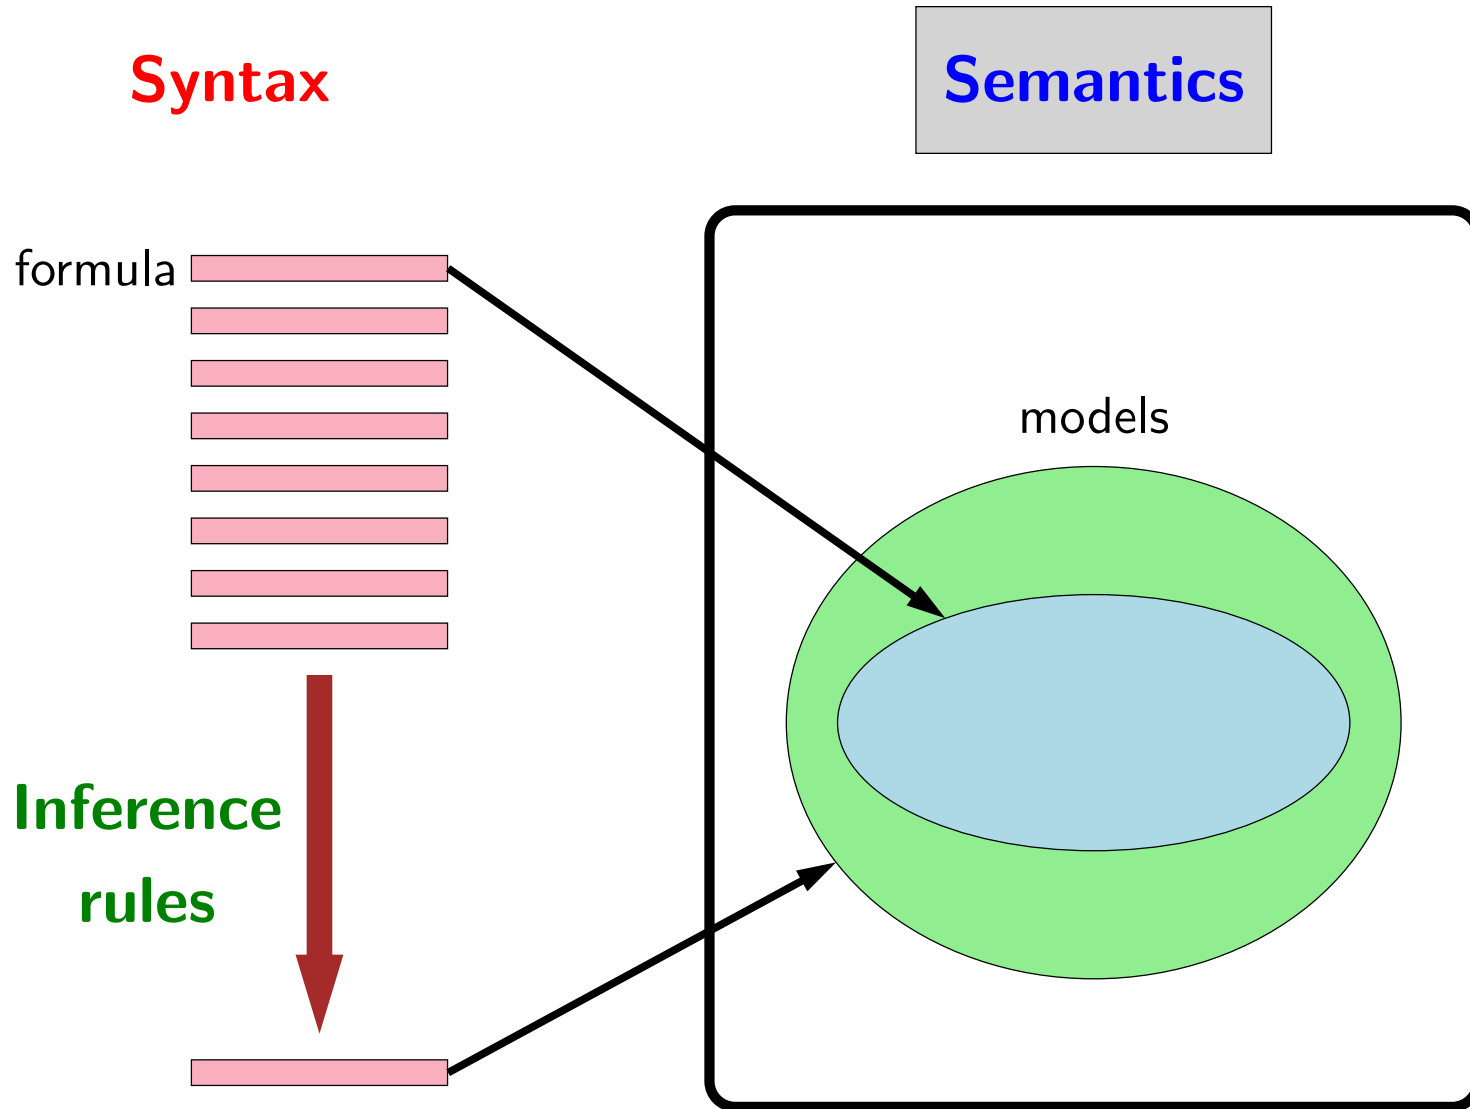 Syntax
Semantics
formula
models
Inference
rules